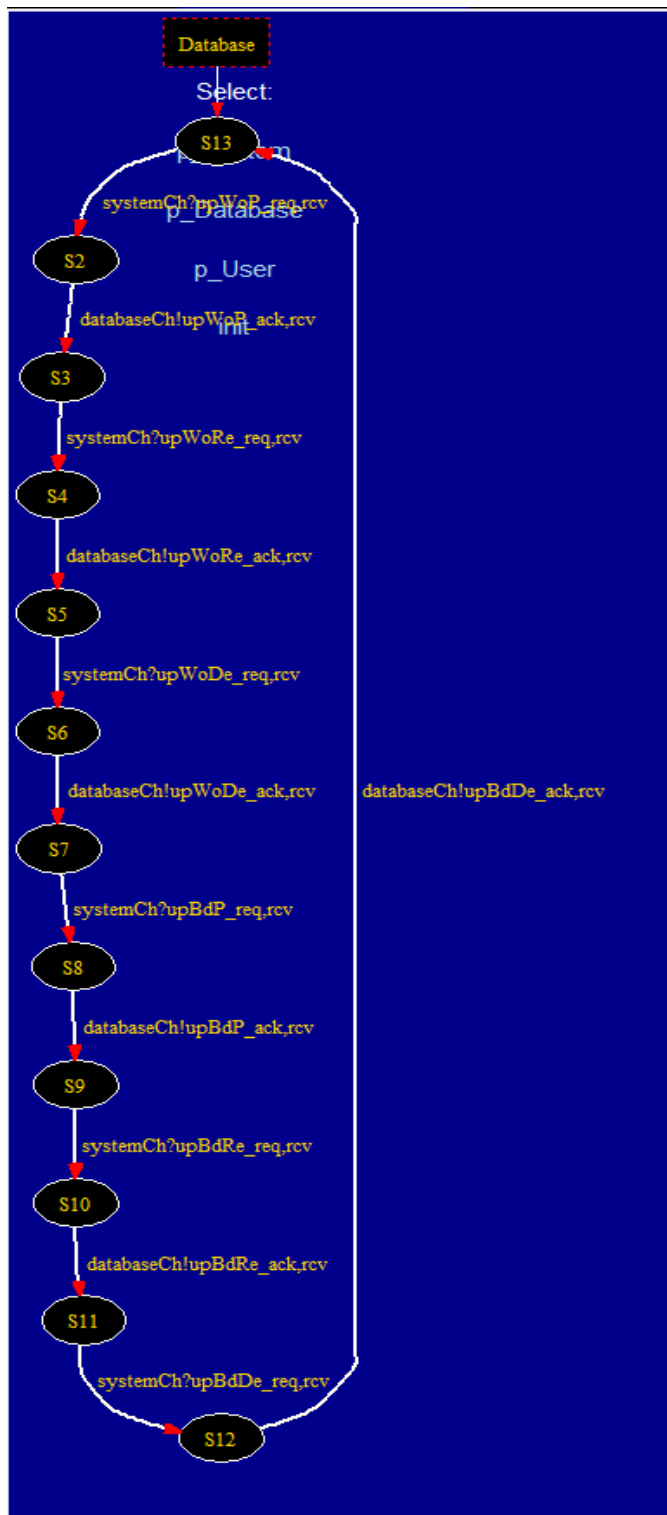 Database
Select:
S13
systemCh?upWoP_req,rcv
p_Database
S2
p_User
databaseCh!upWoP_ack,rcv
init
S3
systemCh?upWoRe_req,rcv
S4
databaseCh!upWoRe_ack,rcv
S5
systemCh?upWoDe_req,rcv
S6
databaseCh!upWoDe_ack,rcv
databaseCh!upBdDe_ack,rcv
S7
systemCh?upBdP_req,rcv
S8
databaseCh!upBdP_ack,rcv
S9
systemCh?upBdRe_req,rcv
S10
databaseCh!upBdRe_ack,rcv
S11
systemCh?upBdDe_req,rcv
S12